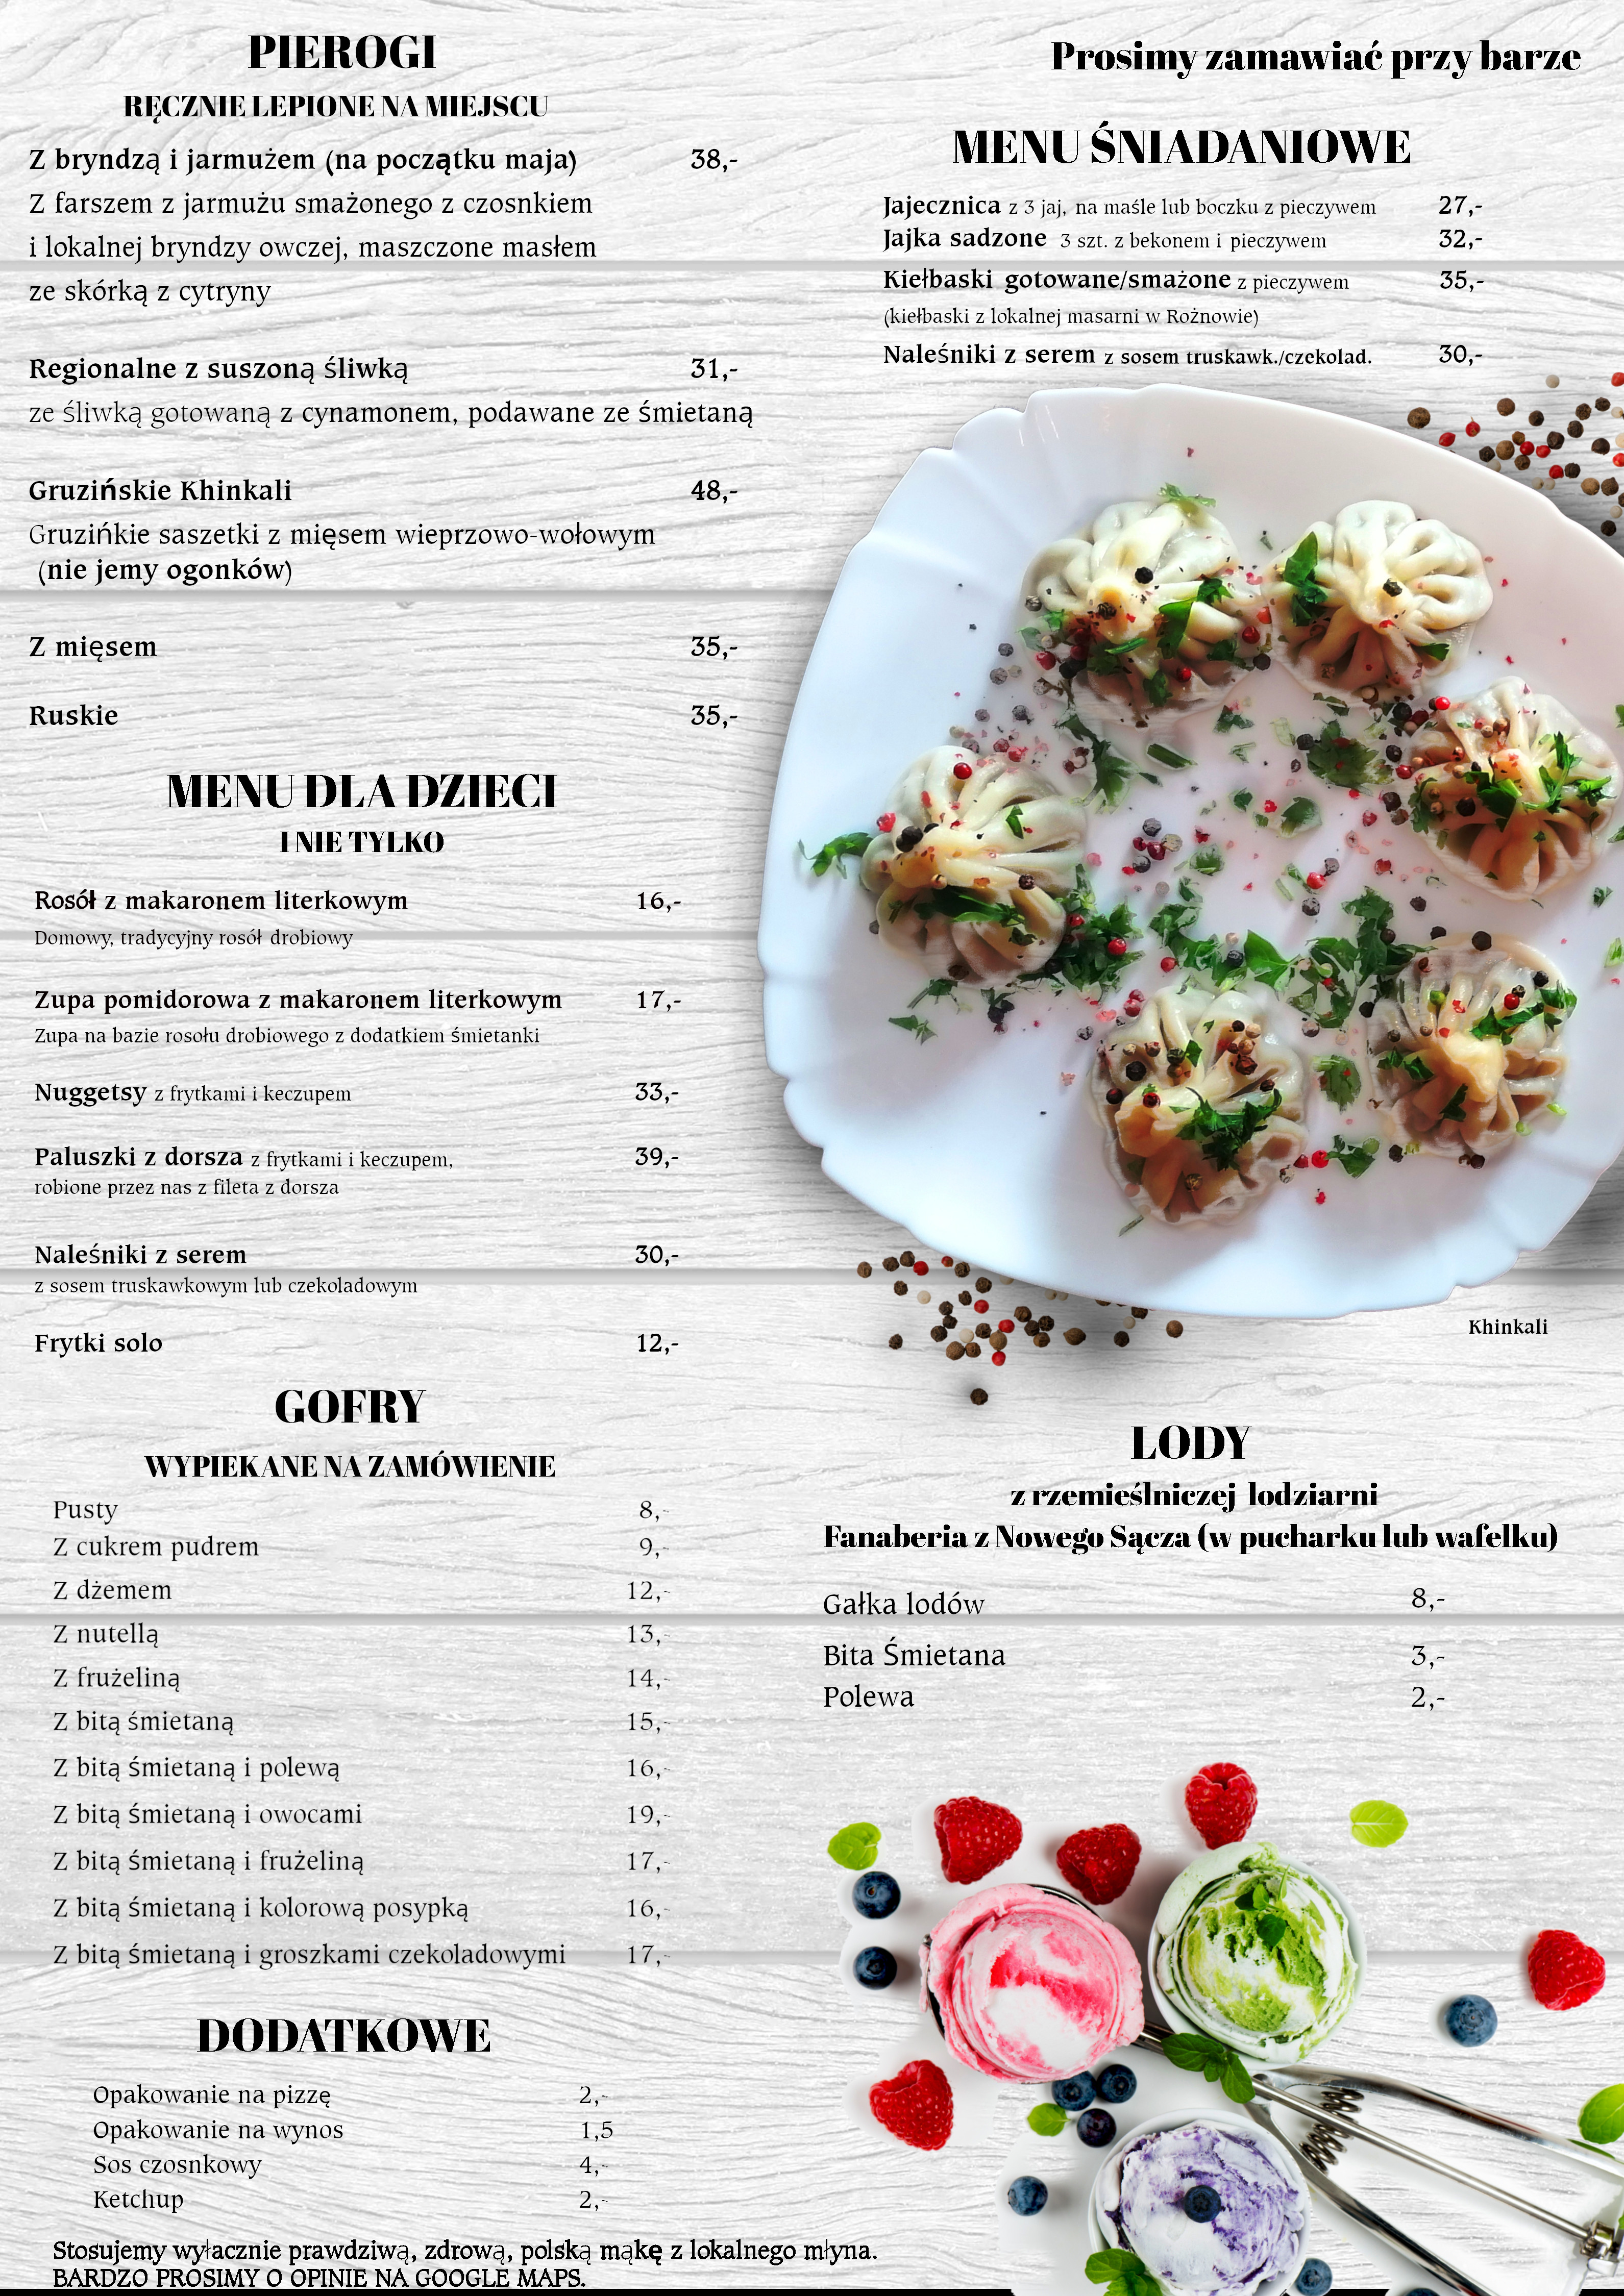 PIEROGI
RĘCZNIE LEPIONE NA MIEJSCU
Z bryndzą i jarmużem (na początku maja) 38,-
Z farszem z jarmużu smażonego z czosnkiem
i lokalnej bryndzy owczej, maszczone masłem
ze skórką z cytryny
Regionalne z suszoną śliwką 31,-
ze śliwką gotowaną z cynamonem, podawane ze śmietaną
Gruzińskie Khinkali 48,-
Gruzińkie saszetki z mięsem wieprzowo-wołowym
(nie jemy ogonków)
Z mięsem 35,-
Ruskie 35,-
MENU DLA DZIECI
I NIE TYLKO
Rosół z makaronem literkowym 16,-
Domowy, tradycyjny rosół drobiowy
Zupa pomidorowa z makaronem literkowym 17,-
Zupa na bazie rosołu drobiowego z dodatkiem śmietanki
Nuggetsy z frytkami i keczupem 33,-
Paluszki z dorsza z frytkami i keczupem, 39,-
robione przez nas z fileta z dorsza
Naleśniki z serem 30,-
z sosem truskawkowym lub czekoladowym
Frytki solo 12,-
GOFRY
WYPIEKANE NA ZAMÓWIENIE
Pusty 8,-
Z cukrem pudrem 9,-
Z dżemem 12,-
Z nutellą 13,-
Z frużeliną 14,-
Z bitą śmietaną 15,-
Z bitą śmietaną i polewą 16,-
Z bitą śmietaną i owocami 19,-
Z bitą śmietaną i frużeliną 17,-
Z bitą śmietaną i kolorową posypką 16,-
Z bitą śmietaną i groszkami czekoladowymi 17,-
DODATKOWE
Opakowanie na pizzę 2,-
Opakowanie na wynos 1,5
Sos czosnkowy 4,-
Ketchup 2,-
Stosujemy wyłacznie prawdziwą, zdrową, polską mąkę z lokalnego młyna.
BARDZO PROSIMY O OPINIE NA GOOGLE MAPS.
Prosimy zamawiać przy barze
MENU ŚNIADANIOWE
Jajecznica z 3 jaj, na maśle lub boczku z pieczywem 27,-
Jajka sadzone 3 szt. z bekonem i pieczywem 32,-
Kiełbaski gotowane/smażone z pieczywem 35,-
(kiełbaski z lokalnej masarni w Rożnowie)
Naleśniki z serem z sosem truskawk./czekolad. 30,-
Khinkali
LODY
z rzemieślniczej lodziarni
Fanaberia z Nowego Sącza (w pucharku lub wafelku)
Gałka lodów 8,-
Bita Śmietana 3,-
Polewa 2,-